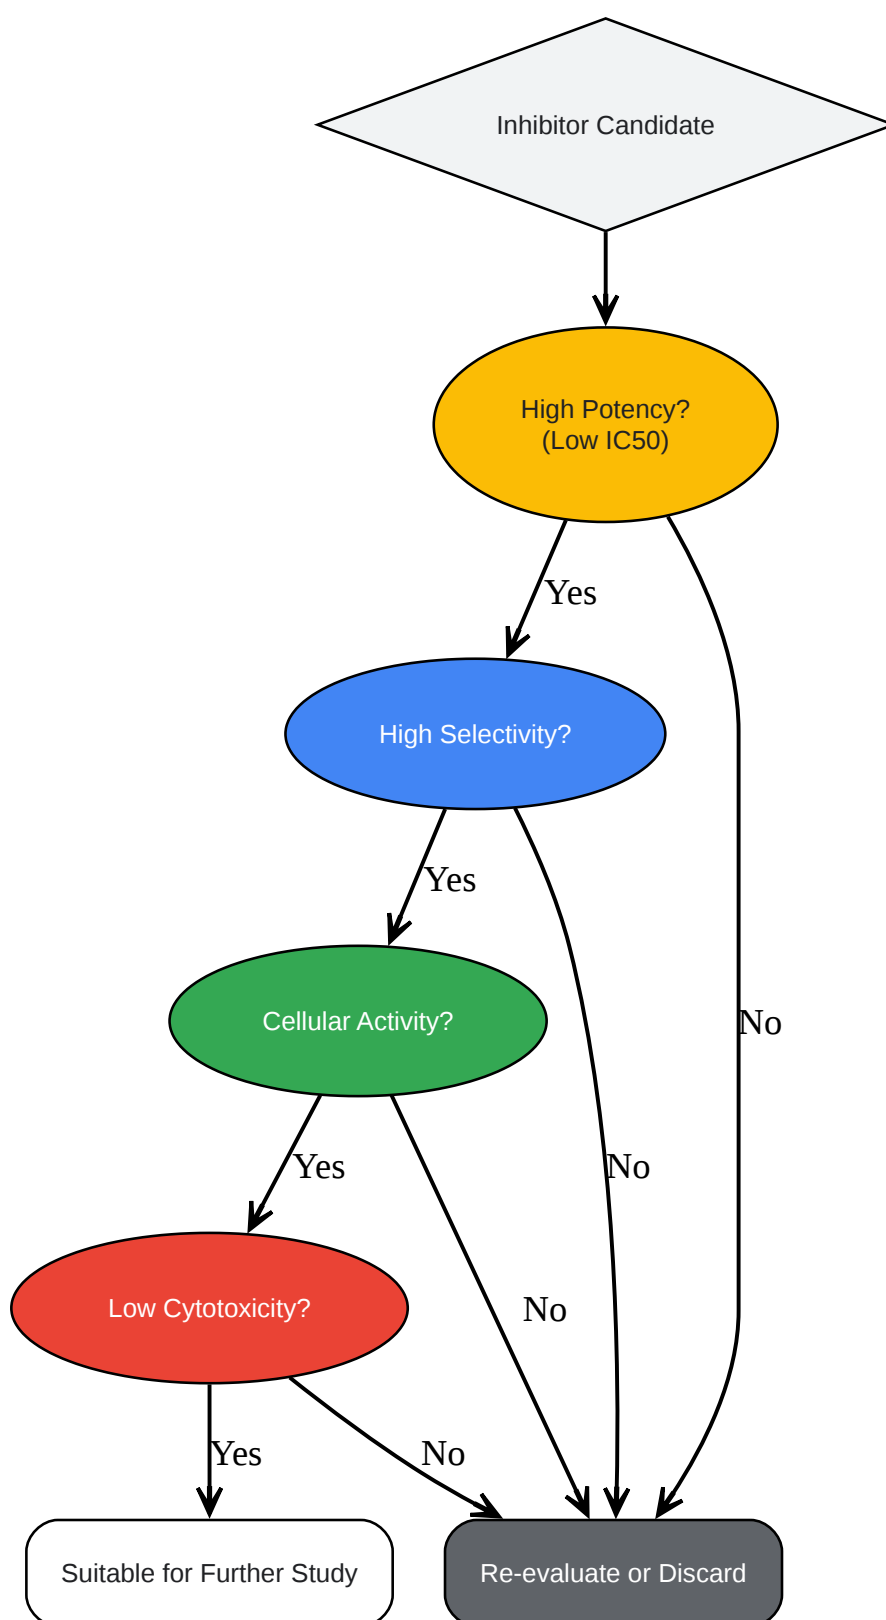 Inhibitor Candidate
High Potency?
(Low IC50)
Yes
High Selectivity?
Yes
Cellular Activity?
No
Yes
No
Low Cytotoxicity?
No
Yes
No
Suitable for Further Study
Re-evaluate or Discard